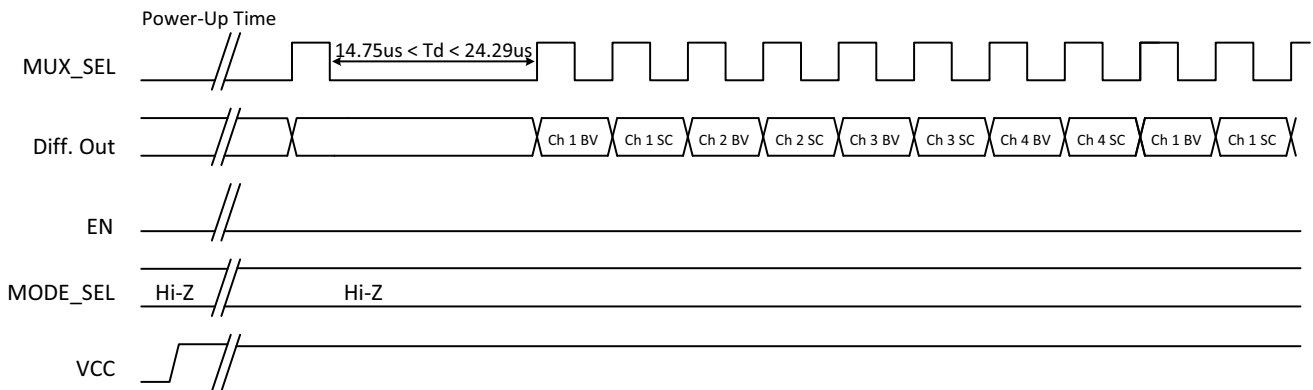 Power-Up Time
MUX_SEL
14.75us < Td < 24.29us
Diff. Out
Ch 1 BV Ch 1 SC Ch 2 BV Ch 2 SC Ch 3 BV Ch 3 SC Ch 4 BV Ch 4 SC Ch 1 BV Ch 1 SC
EN
MODE_SEL Hi-Z Hi-Z
VCC